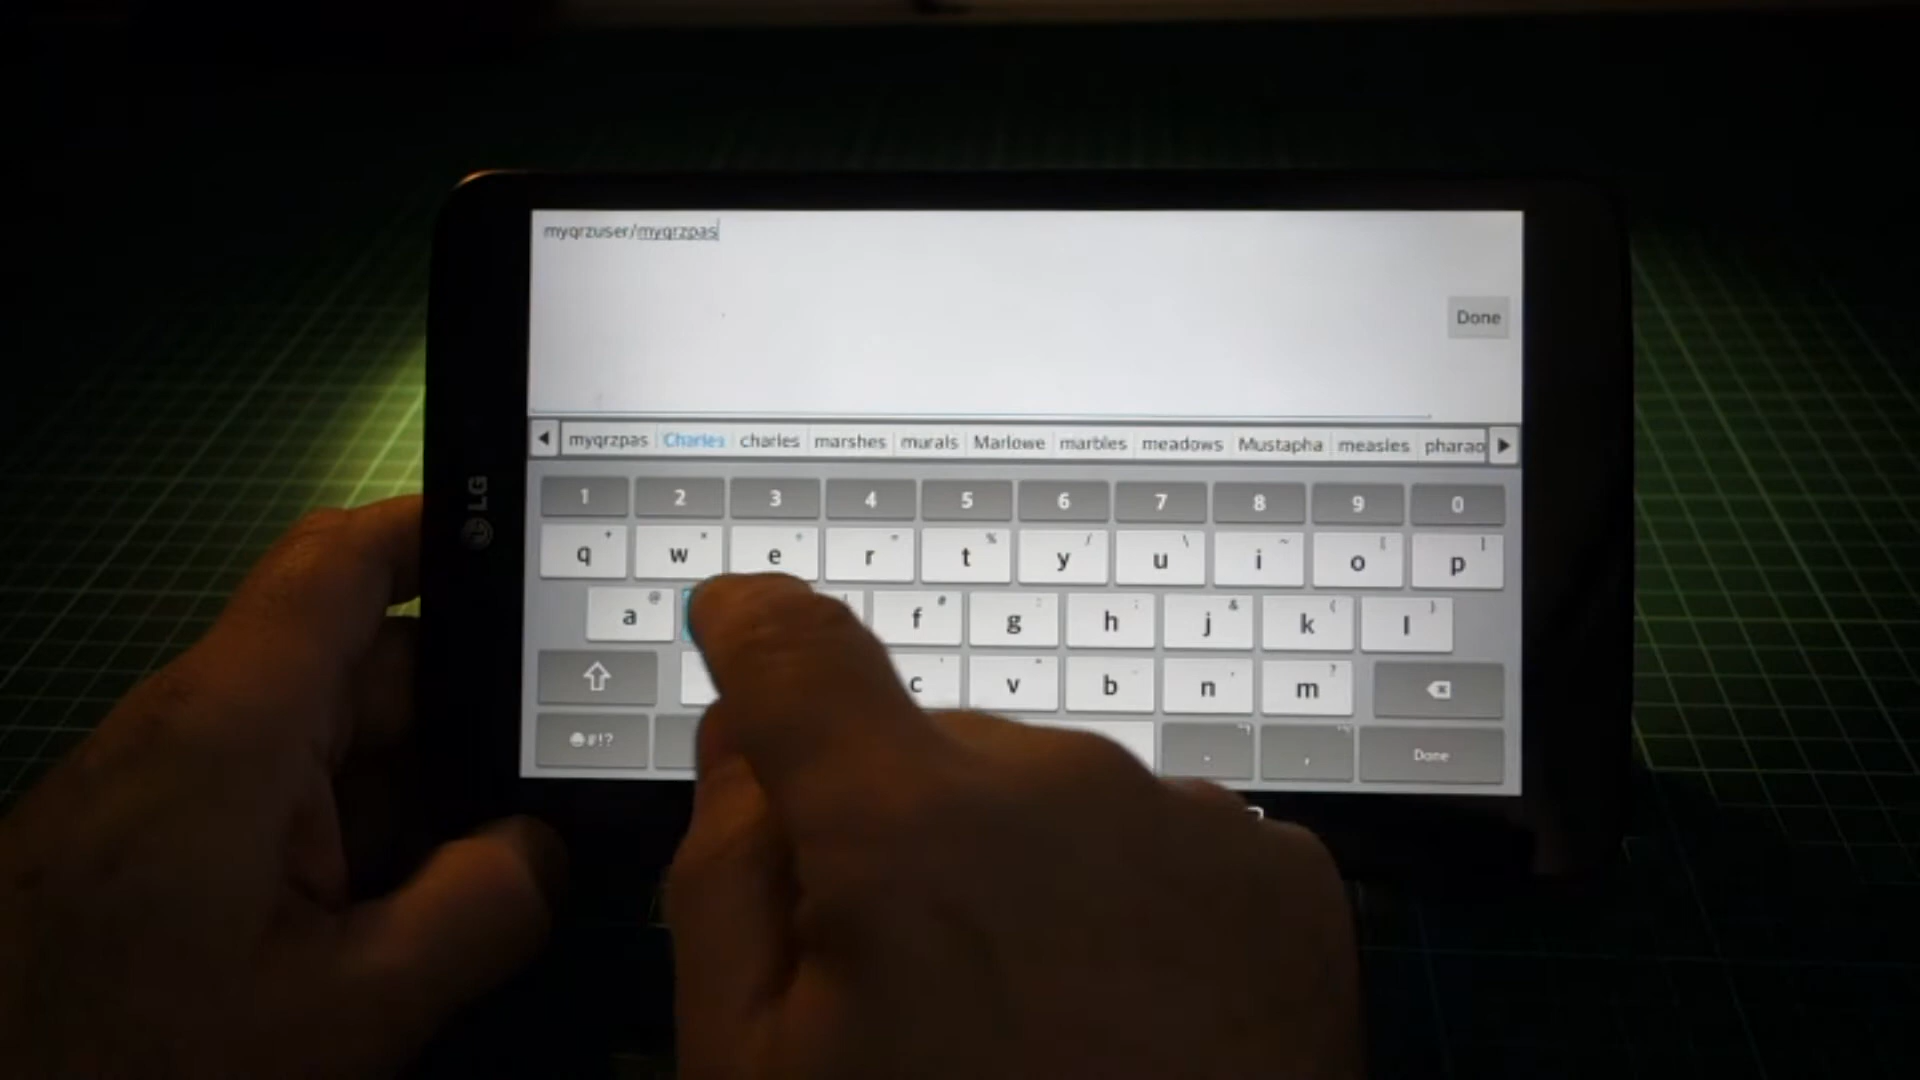 myqrzuser/myqrzpas
Done
myqrzpas Charles charles marshes murals Marlowe marbles meadows Mustapha measles pharao
1 2 3 4 5 6 7 8 9 0
q w e r t y u i o p
a f g h j k l
c v b n m
#!? . , Done
LG